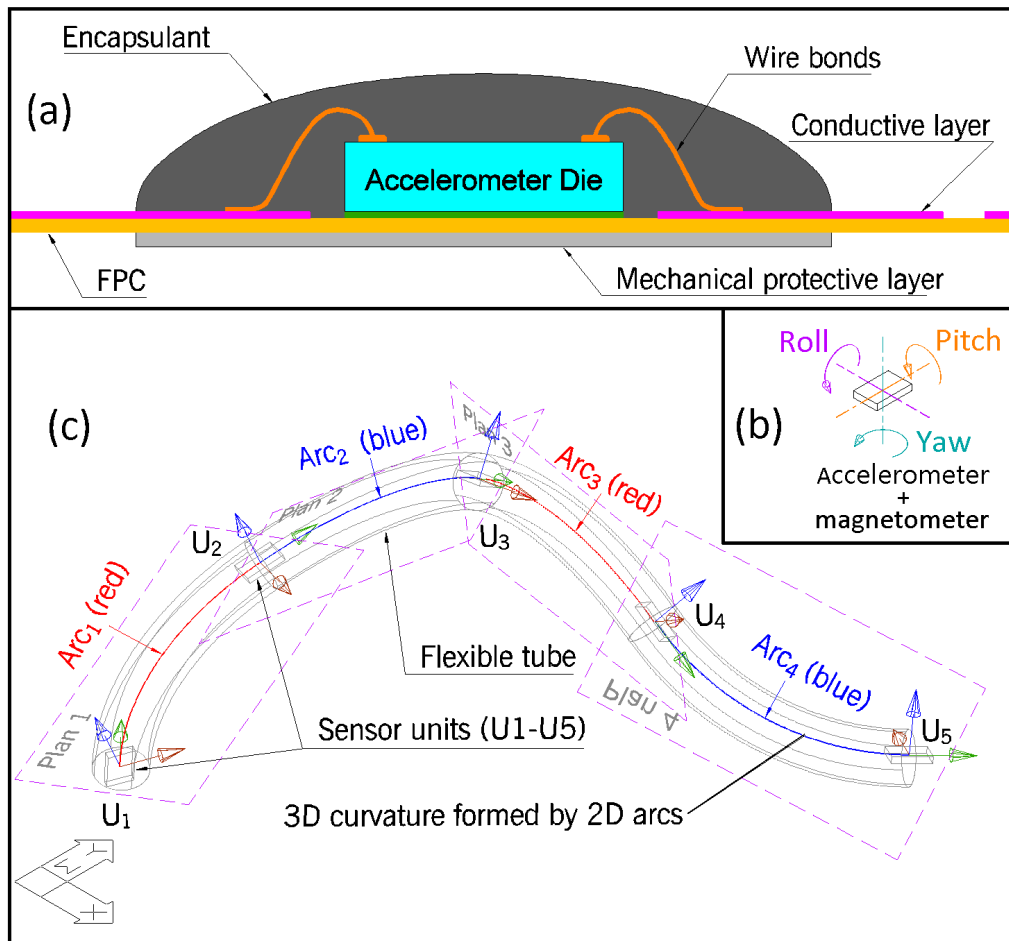 (a)
Encapsulant
Wire bonds
Conductive layer
Accelerometer Die
FPC
Mechanical protective layer
(b)
Roll
Pitch
Yaw
Accelerometer
+
magnetometer
(c)
Arc₂ (blue)
Plan 3
Arc₃ (red)
Plan 2
U₂
U₃
Arc₁ (red)
U₄
Flexible tube
Arc₄ (blue)
Plan 4
Plan 1
Sensor units (U1-U5)
U₅
U₁
3D curvature formed by 2D arcs
Y
M
X